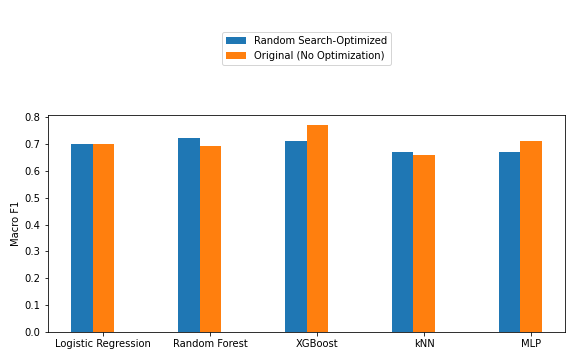 Random Search-Optimized
Original (No Optimization)
0.8
0.7
0.6
0.5
0.4
0.3
0.2
0.1
0.0
Macro F1
Logistic Regression
Random Forest
XGBoost
kNN
MLP